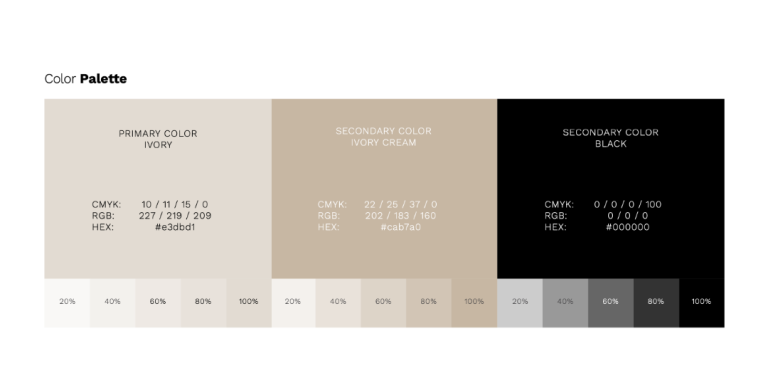 Color Palette
PRIMARY COLOR
IVORY
CMYK: 10 / 11 / 15 / 0
RGB: 227 / 219 / 209
HEX: #e3dbd1
SECONDARY COLOR
IVORY CREAM
CMYK: 22 / 25 / 37 / 0
RGB: 202 / 183 / 160
HEX: #cab7a0
SECONDARY COLOR
BLACK
CMYK: 0 / 0 / 0 / 100
RGB: 0 / 0 / 0
HEX: #000000
20% 40% 60% 80% 100% 20% 40% 60% 80% 100% 20% 40% 60% 80% 100%